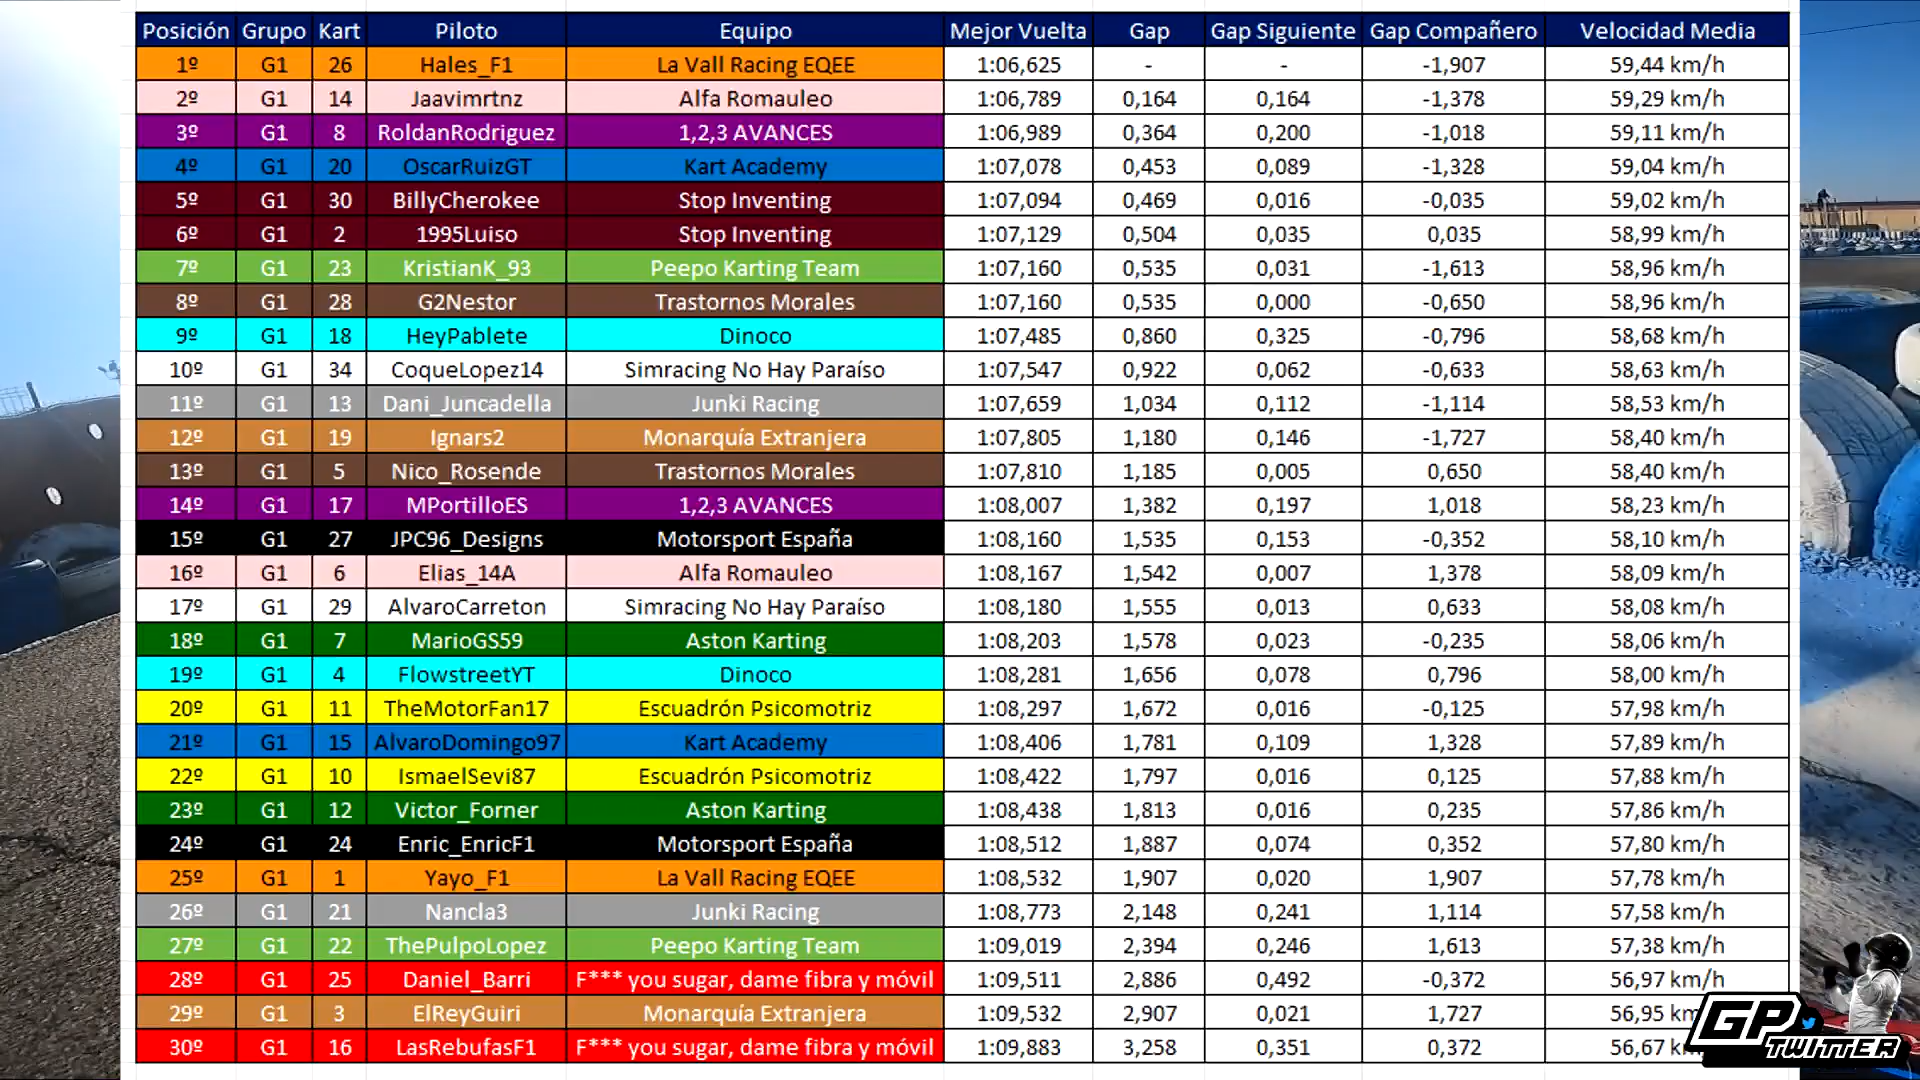 Posición Grupo Kart Piloto Equipo Mejor Vuelta Gap Gap Siguiente Gap Compañero Velocidad Media
1º G1 26 Hales_F1 La Vall Racing EQEE 1:06,625 - - -1,907 59,44 km/h
2º G1 14 Jaavimrtnz Alfa Romauleo 1:06,789 0,164 0,164 -1,378 59,29 km/h
3º G1 8 RoldanRodriguez 1,2,3 AVANCES 1:06,989 0,364 0,200 -1,018 59,11 km/h
4º G1 20 OscarRuizGT Kart Academy 1:07,078 0,453 0,089 -1,328 59,04 km/h
5º G1 30 BillyCherokee Stop Inventing 1:07,094 0,469 0,016 -0,035 59,02 km/h
6º G1 2 1995Luiso Stop Inventing 1:07,129 0,504 0,035 0,035 58,99 km/h
7º G1 23 KristianK_93 Peepo Karting Team 1:07,160 0,535 0,031 -1,613 58,96 km/h
8º G1 28 G2Nestor Trastornos Morales 1:07,160 0,535 0,000 -0,650 58,96 km/h
9º G1 18 HeyPablete Dinoco 1:07,485 0,860 0,325 -0,796 58,68 km/h
10º G1 34 CoqueLopez14 Simracing No Hay Paraíso 1:07,547 0,922 0,062 -0,633 58,63 km/h
11º G1 13 Dani_Juncadella Junki Racing 1:07,659 1,034 0,112 -1,114 58,53 km/h
12º G1 19 Ignars2 Monarquía Extranjera 1:07,805 1,180 0,146 -1,727 58,40 km/h
13º G1 5 Nico_Rosende Trastornos Morales 1:07,810 1,185 0,005 0,650 58,40 km/h
14º G1 17 MPortilloES 1,2,3 AVANCES 1:08,007 1,382 0,197 1,018 58,23 km/h
15º G1 27 JPC96_Designs Motorsport España 1:08,160 1,535 0,153 -0,352 58,10 km/h
16º G1 6 Elias_14A Alfa Romauleo 1:08,167 1,542 0,007 1,378 58,09 km/h
17º G1 29 AlvaroCarreton Simracing No Hay Paraíso 1:08,180 1,555 0,013 0,633 58,08 km/h
18º G1 7 MarioGS59 Aston Karting 1:08,203 1,578 0,023 -0,235 58,06 km/h
19º G1 4 FlowstreetYT Dinoco 1:08,281 1,656 0,078 0,796 58,00 km/h
20º G1 11 TheMotorFan17 Escuadrón Psicomotriz 1:08,297 1,672 0,016 -0,125 57,98 km/h
21º G1 15 AlvaroDomingo97 Kart Academy 1:08,406 1,781 0,109 1,328 57,89 km/h
22º G1 10 IsmaelSevi87 Escuadrón Psicomotriz 1:08,422 1,797 0,016 0,125 57,88 km/h
23º G1 12 Victor_Forner Aston Karting 1:08,438 1,813 0,016 0,235 57,86 km/h
24º G1 24 Enric_EnricF1 Motorsport España 1:08,512 1,887 0,074 0,352 57,80 km/h
25º G1 1 Yayo_F1 La Vall Racing EQEE 1:08,532 1,907 0,020 1,907 57,78 km/h
26º G1 21 Nancla3 Junki Racing 1:08,773 2,148 0,241 1,114 57,58 km/h
27º G1 22 ThePulpoLopez Peepo Karting Team 1:09,019 2,394 0,246 1,613 57,38 km/h
28º G1 25 Daniel_Barri F*** you sugar, dame fibra y móvil 1:09,511 2,886 0,492 -0,372 56,97 km/h
29º G1 3 ElReyGuiri Monarquía Extranjera 1:09,532 2,907 0,021 1,727 56,95
30º G1 16 LasRebufasF1 F*** you sugar, dame fibra y móvil 1:09,883 3,258 0,351 0,372 56,67
GP
TWITTER